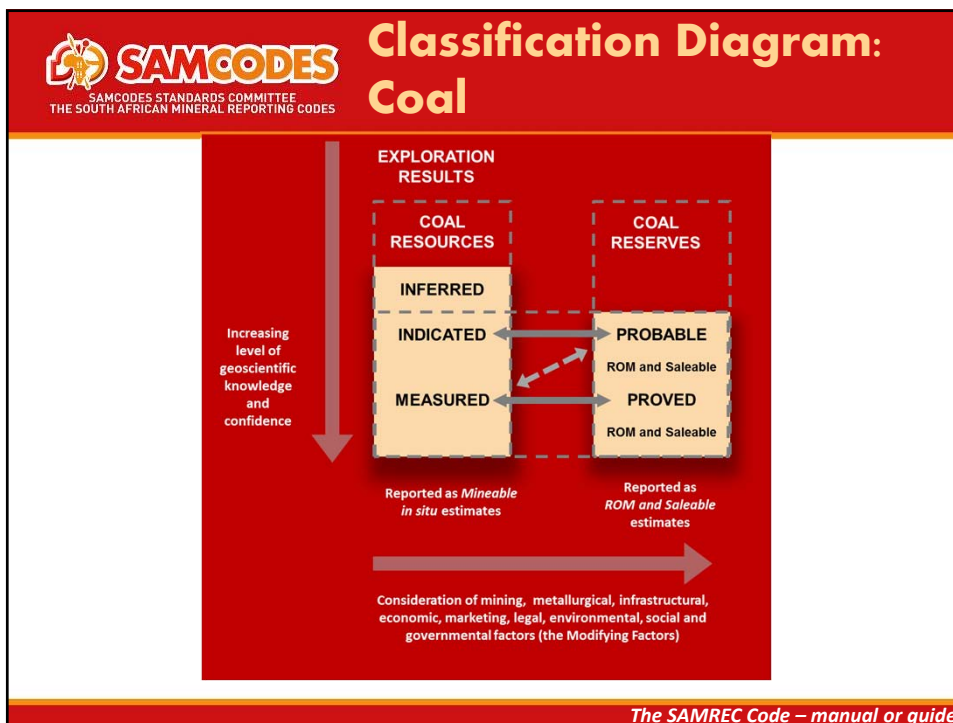 SAMCODES
SAMCODES STANDARDS COMMITTEE
THE SOUTH AFRICAN MINERAL REPORTING CODES
Classification Diagram:
Coal
EXPLORATION
RESULTS
COAL
RESOURCES
COAL
RESERVES
INFERRED
INDICATED
PROBABLE
ROM and Saleable
MEASURED
PROVED
ROM and Saleable
Increasing
level of
geoscientific
knowledge
and
confidence
Reported as Mineable
in situ estimates
Reported as
ROM and Saleable
estimates
Consideration of mining, metallurgical, infrastructural,
economic, marketing, legal, environmental, social and
governmental factors (the Modifying Factors)
The SAMREC Code – manual or guide